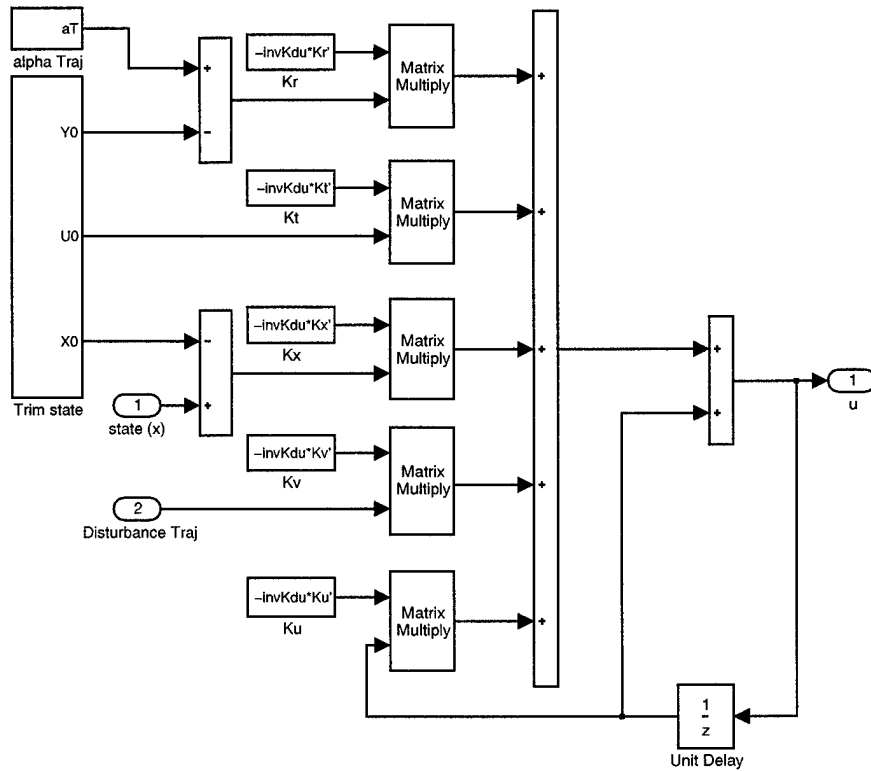 aT
alpha Traj
Y0
U0
X0
Trim state
+
−
−
+
1
state (x)
2
Disturbance Traj
−invKdu*Kr'
Kr
Matrix
Multiply
−invKdu*Kt'
Kt
Matrix
Multiply
−invKdu*Kx'
Kx
Matrix
Multiply
−invKdu*Kv'
Kv
Matrix
Multiply
−invKdu*Ku'
Ku
Matrix
Multiply
+
+
+
+
+
+
+
1
u
1
z
Unit Delay